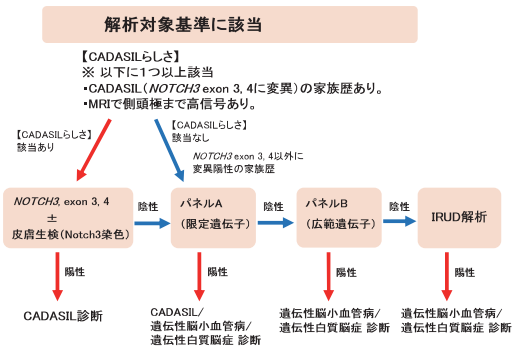 解析対象基準に該当
【CADASILらしさ】
※ 以下に1つ以上該当
・CADASIL(NOTCH3 exon 3, 4に変異)の家族歴あり。
・MRIで側頭極まで高信号あり。
【CADASILらしさ】
該当あり
【CADASILらしさ】
該当なし
NOTCH3 exon 3, 4以外に
変異陽性の家族歴
NOTCH3, exon 3, 4
±
皮膚生検(Notch3染色)
陰性
パネルA
(限定遺伝子)
陰性
パネルB
(広範遺伝子)
陰性
IRUD解析
陽性
陽性
陽性
陽性
CADASIL診断
CADASIL/
遺伝性脳小血管病/
遺伝性白質脳症 診断
遺伝性脳小血管病/
遺伝性白質脳症 診断
遺伝性脳小血管病/
遺伝性白質脳症 診断